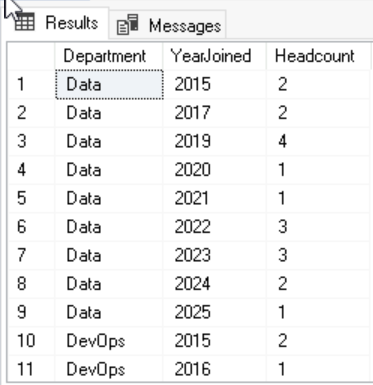 Results Messages
Department YearJoined Headcount
1 Data 2015 2
2 Data 2017 2
3 Data 2019 4
4 Data 2020 1
5 Data 2021 1
6 Data 2022 3
7 Data 2023 3
8 Data 2024 2
9 Data 2025 1
10 DevOps 2015 2
11 DevOps 2016 1